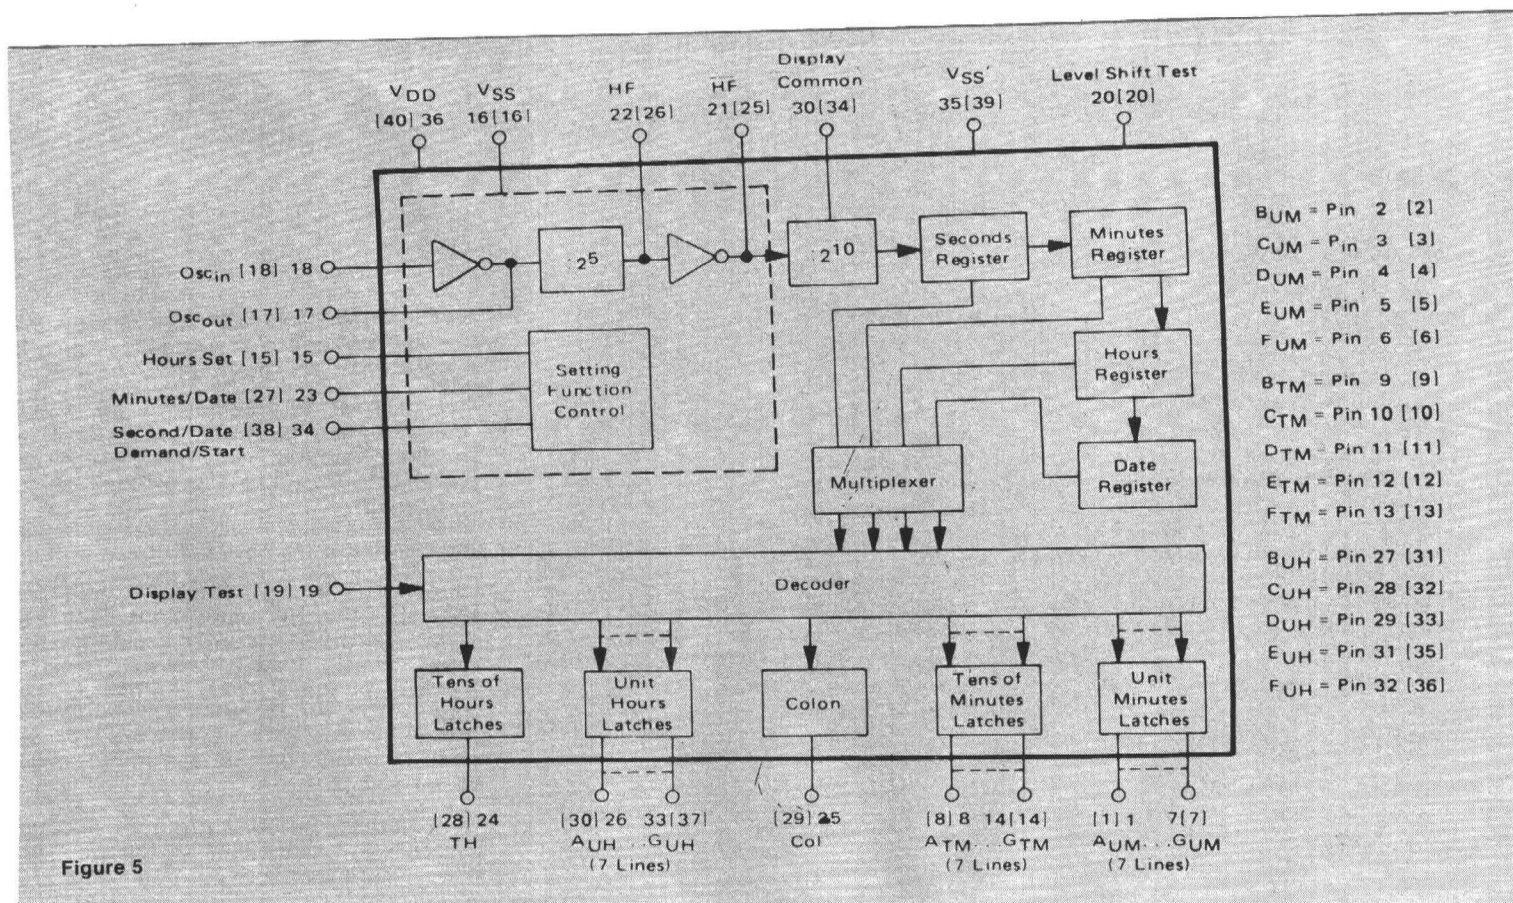 Display
Common
30[34]
VDD
[40] 36
VSS
16[16]
HF
22[26]
H̅F̅
21[25]
VSS′
35[39]
Level Shift Test
20[20]
Oscin [18] 18
Oscout [17] 17
Hours Set [15] 15
Minutes/Date [27] 23
Second/Date [38] 34
Demand/Start
2^5
2^10
Seconds
Register
Minutes
Register
Setting
Function
Control
Hours
Register
Date
Register
Multiplexer
Display Test [19] 19
Decoder
Tens of
Hours
Latches
Unit
Hours
Latches
Colon
Tens of
Minutes
Latches
Unit
Minutes
Latches
[28] 24
TH
[30] 26 33[37]
AUH...GUH
(7 Lines)
[29] 25
Col
[8] 8 14[14]
ATM...GTM
(7 Lines)
[1] 1 7[7]
AUM...GUM
(7 Lines)
BUM = Pin 2 [2]
CUM = Pin 3 [3]
DUM = Pin 4 [4]
EUM = Pin 5 [5]
FUM = Pin 6 [6]
BTM = Pin 9 [9]
CTM = Pin 10 [10]
DTM = Pin 11 [11]
ETM = Pin 12 [12]
FTM = Pin 13 [13]
BUH = Pin 27 [31]
CUH = Pin 28 [32]
DUH = Pin 29 [33]
EUH = Pin 31 [35]
FUH = Pin 32 [36]
Figure 5